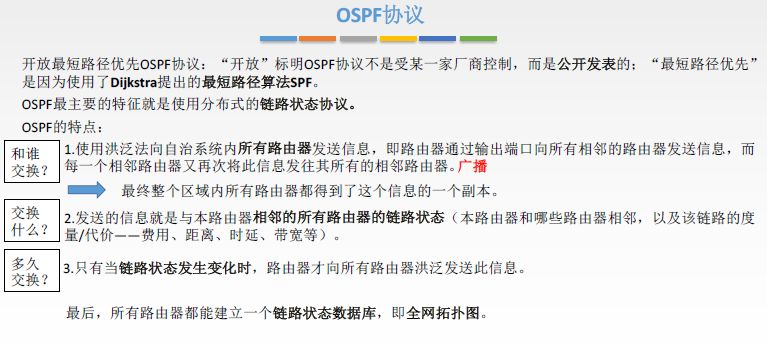 OSPF协议
开放最短路径优先OSPF协议：“开放”标明OSPF协议不是受某一家厂商控制，而是公开发表的；“最短路径优先”
是因为使用了Dijkstra提出的最短路径算法SPF。
OSPF最主要的特征就是使用分布式的链路状态协议。
OSPF的特点：
和谁
交换？
1.使用洪泛法向自治系统内所有路由器发送信息，即路由器通过输出端口向所有相邻的路由器发送信息，而
每一个相邻路由器又再次将此信息发往其所有的相邻路由器。广播
最终整个区域内所有路由器都得到了这个信息的一个副本。
交换
什么？
2.发送的信息就是与本路由器相邻的所有路由器的链路状态（本路由器和哪些路由器相邻，以及该链路的度
量/代价——费用、距离、时延、带宽等）。
多久
交换？
3.只有当链路状态发生变化时，路由器才向所有路由器洪泛发送此信息。
最后，所有路由器都能建立一个链路状态数据库，即全网拓扑图。